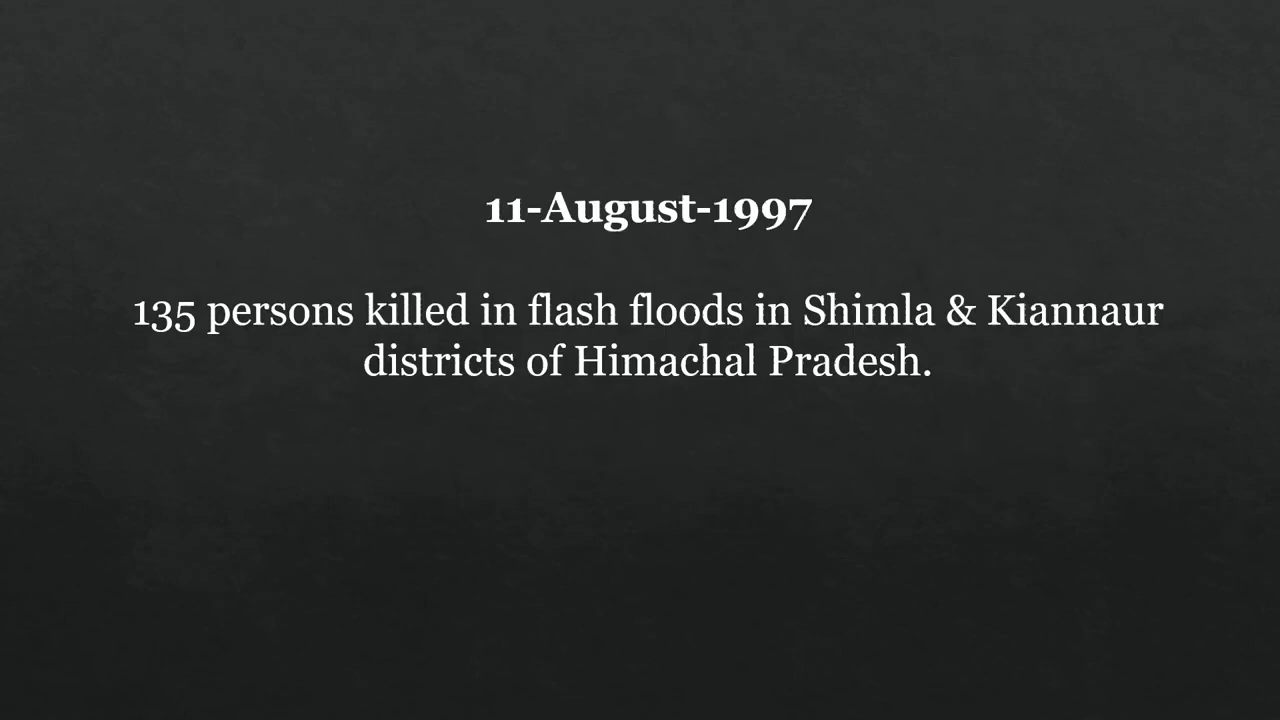 11-August-1997
135 persons killed in flash floods in Shimla & Kiannaur
districts of Himachal Pradesh.